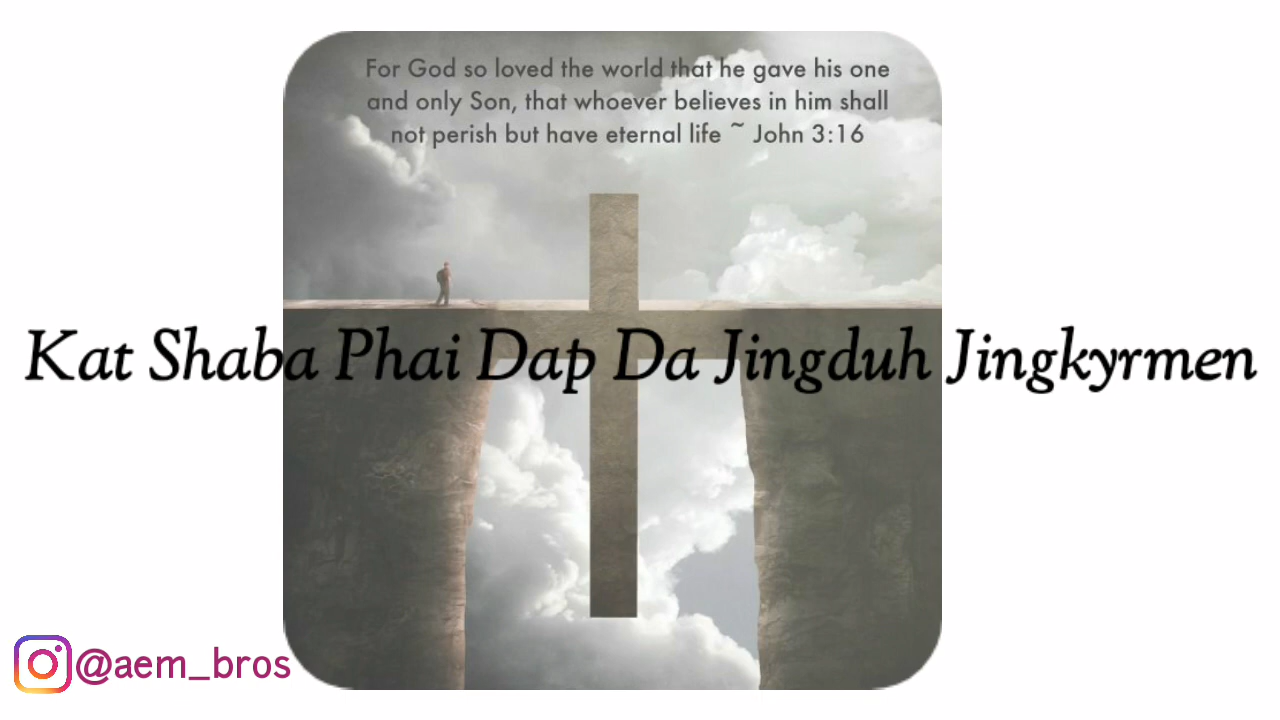 For God so loved the world that he gave his one
and only Son, that whoever believes in him shall
not perish but have eternal life ~ John 3:16
Kat Shaba Phai Dap Da Jingduh Jingkyrmen
@aem_bros